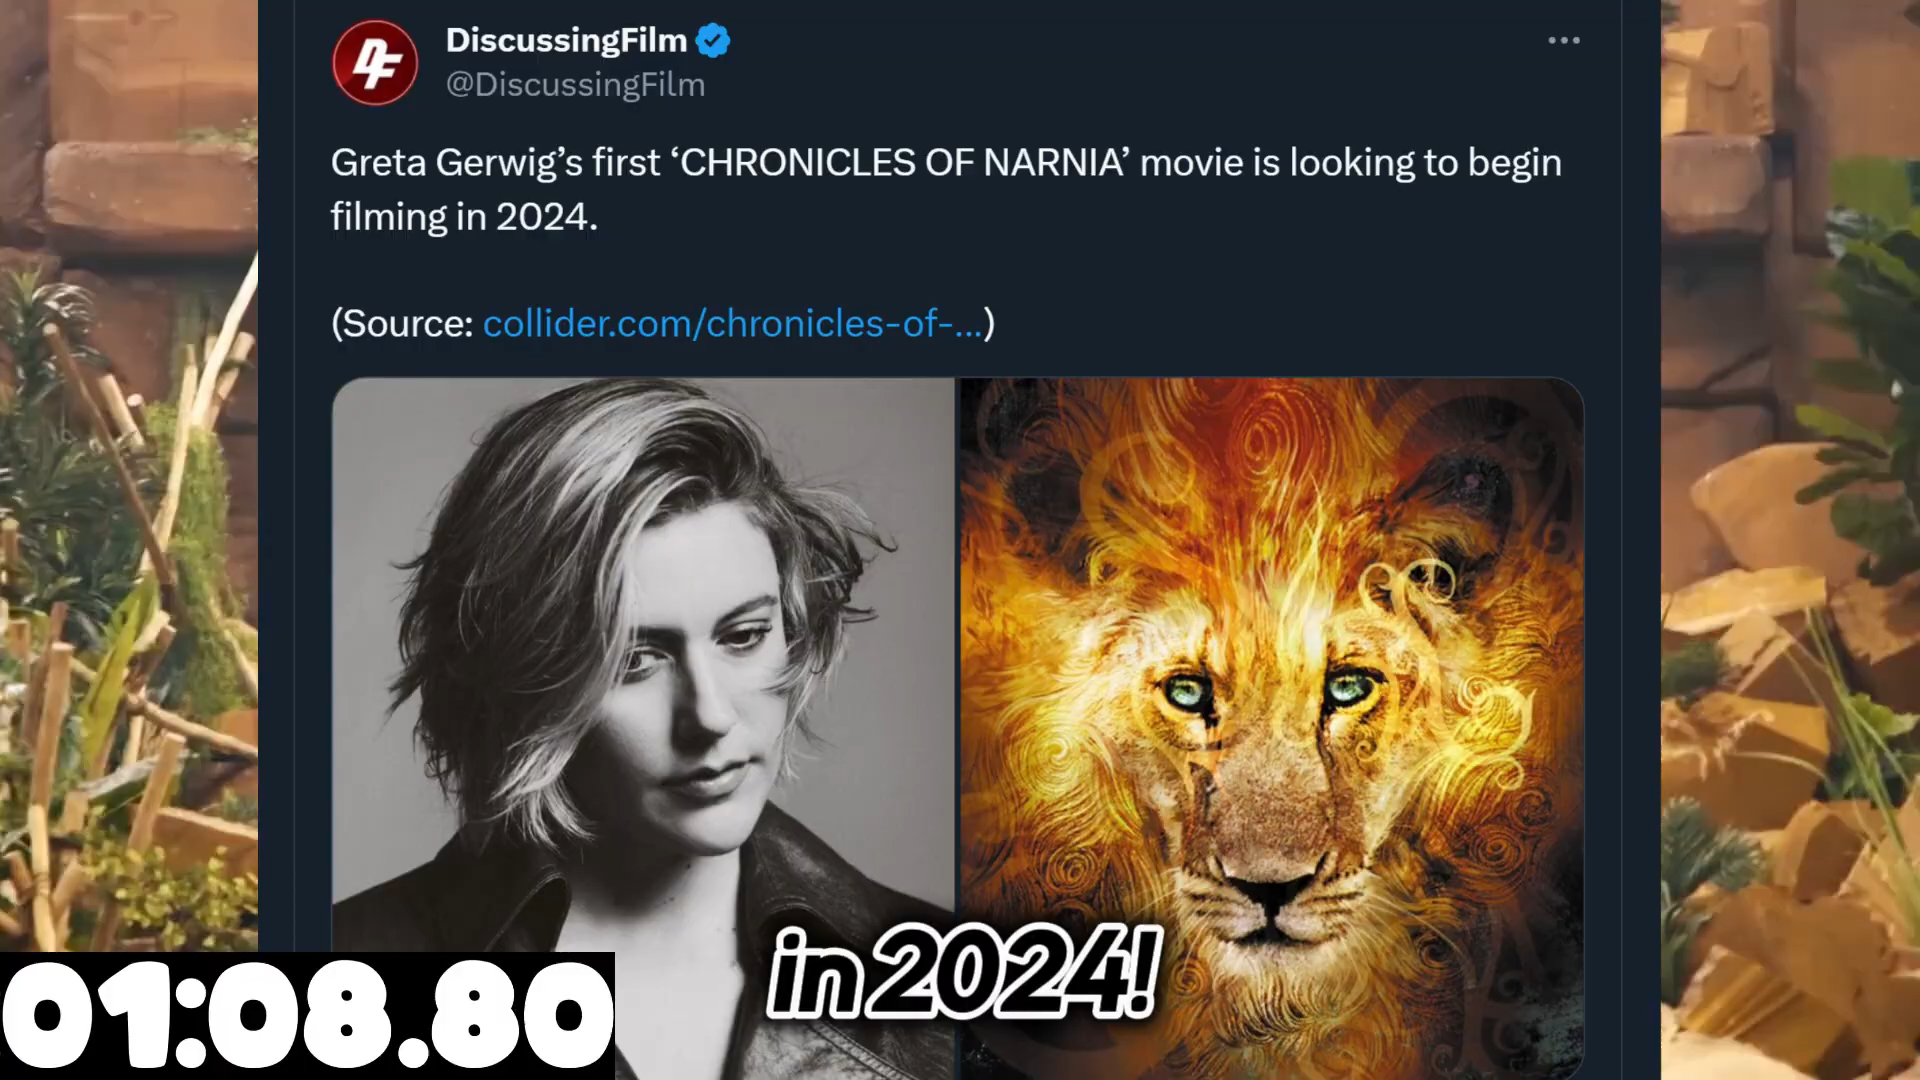 DF
DiscussingFilm
@DiscussingFilm
Greta Gerwig’s first ‘CHRONICLES OF NARNIA’ movie is looking to begin
filming in 2024.
(Source: collider.com/chronicles-of-...)
in 2024!
01:08.80